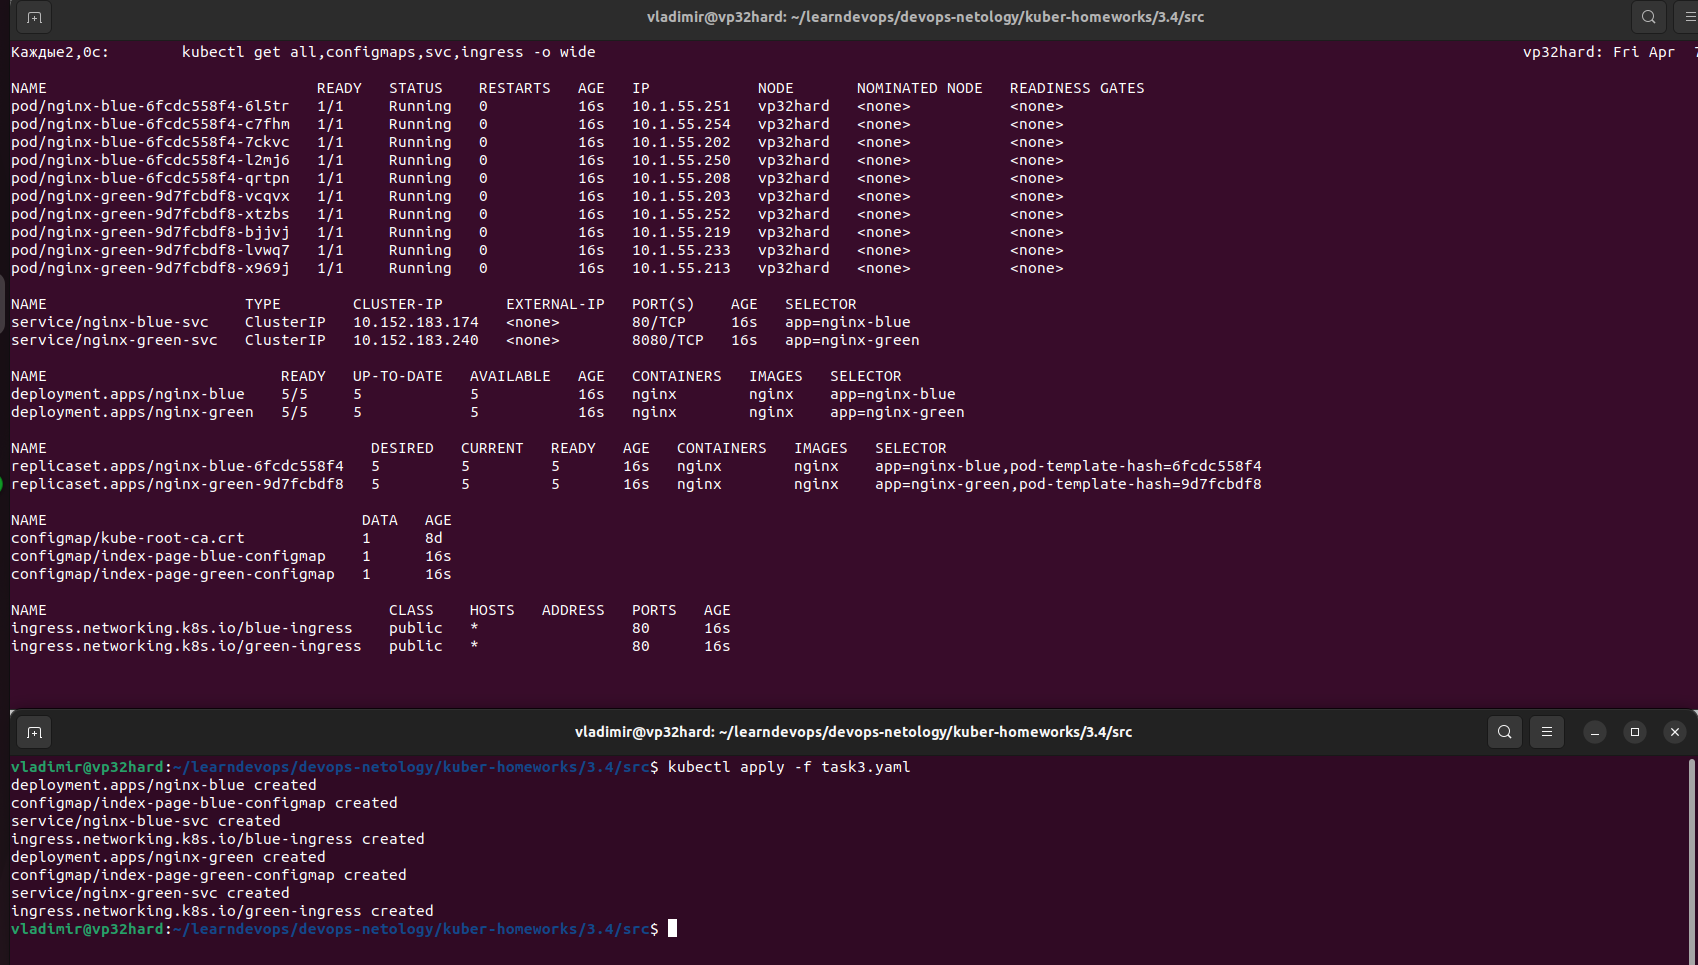 vladimir@vp32hard: ~/learndevops/devops-netology/kuber-homeworks/3.4/src
Каждые2,0с: kubectl get all,configmaps,svc,ingress -o wide vp32hard: Fri Apr 7
NAME READY STATUS RESTARTS AGE IP NODE NOMINATED NODE READINESS GATES
pod/nginx-blue-6fcdc558f4-6l5tr 1/1 Running 0 16s 10.1.55.251 vp32hard <none> <none>
pod/nginx-blue-6fcdc558f4-c7fhm 1/1 Running 0 16s 10.1.55.254 vp32hard <none> <none>
pod/nginx-blue-6fcdc558f4-7ckvc 1/1 Running 0 16s 10.1.55.202 vp32hard <none> <none>
pod/nginx-blue-6fcdc558f4-l2mj6 1/1 Running 0 16s 10.1.55.250 vp32hard <none> <none>
pod/nginx-blue-6fcdc558f4-qrtpn 1/1 Running 0 16s 10.1.55.208 vp32hard <none> <none>
pod/nginx-green-9d7fcbdf8-vcqvx 1/1 Running 0 16s 10.1.55.203 vp32hard <none> <none>
pod/nginx-green-9d7fcbdf8-xtzbs 1/1 Running 0 16s 10.1.55.252 vp32hard <none> <none>
pod/nginx-green-9d7fcbdf8-bjjvj 1/1 Running 0 16s 10.1.55.219 vp32hard <none> <none>
pod/nginx-green-9d7fcbdf8-lvwq7 1/1 Running 0 16s 10.1.55.233 vp32hard <none> <none>
pod/nginx-green-9d7fcbdf8-x969j 1/1 Running 0 16s 10.1.55.213 vp32hard <none> <none>
NAME TYPE CLUSTER-IP EXTERNAL-IP PORT(S) AGE SELECTOR
service/nginx-blue-svc ClusterIP 10.152.183.174 <none> 80/TCP 16s app=nginx-blue
service/nginx-green-svc ClusterIP 10.152.183.240 <none> 8080/TCP 16s app=nginx-green
NAME READY UP-TO-DATE AVAILABLE AGE CONTAINERS IMAGES SELECTOR
deployment.apps/nginx-blue 5/5 5 5 16s nginx nginx app=nginx-blue
deployment.apps/nginx-green 5/5 5 5 16s nginx nginx app=nginx-green
NAME DESIRED CURRENT READY AGE CONTAINERS IMAGES SELECTOR
replicaset.apps/nginx-blue-6fcdc558f4 5 5 5 16s nginx nginx app=nginx-blue,pod-template-hash=6fcdc558f4
replicaset.apps/nginx-green-9d7fcbdf8 5 5 5 16s nginx nginx app=nginx-green,pod-template-hash=9d7fcbdf8
NAME DATA AGE
configmap/kube-root-ca.crt 1 8d
configmap/index-page-blue-configmap 1 16s
configmap/index-page-green-configmap 1 16s
NAME CLASS HOSTS ADDRESS PORTS AGE
ingress.networking.k8s.io/blue-ingress public * 80 16s
ingress.networking.k8s.io/green-ingress public * 80 16s
vladimir@vp32hard: ~/learndevops/devops-netology/kuber-homeworks/3.4/src
vladimir@vp32hard:~/learndevops/devops-netology/kuber-homeworks/3.4/src$ kubectl apply -f task3.yaml
deployment.apps/nginx-blue created
configmap/index-page-blue-configmap created
service/nginx-blue-svc created
ingress.networking.k8s.io/blue-ingress created
deployment.apps/nginx-green created
configmap/index-page-green-configmap created
service/nginx-green-svc created
ingress.networking.k8s.io/green-ingress created
vladimir@vp32hard:~/learndevops/devops-netology/kuber-homeworks/3.4/src$